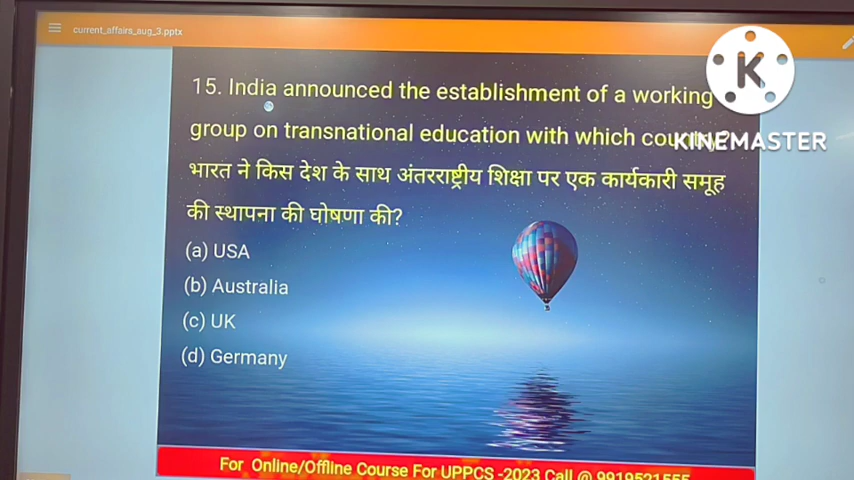 current_affairs_aug_3.pptx
K
KINEMASTER
15. India announced the establishment of a working
group on transnational education with which
भारत ने किस देश के साथ अंतरराष्ट्रीय शिक्षा पर एक कार्यकारी समूह
की स्थापना की घोषणा की?
(a) USA
(b) Australia
(c) UK
(d) Germany
For Online/Offline Course For UPPCS -2023 Call @ 9919521555